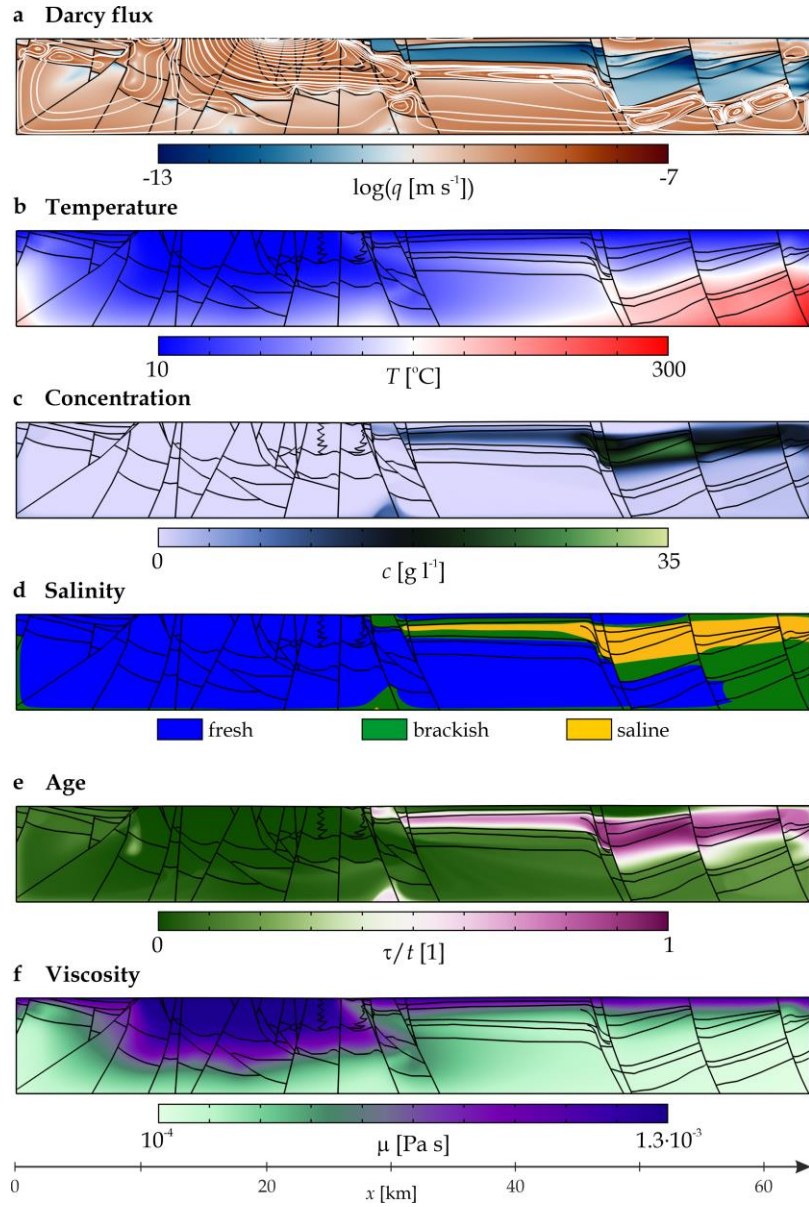 a Darcy flux
-13 -7
log(q [m s⁻¹])
b Temperature
10 300
T [°C]
c Concentration
0 35
c [g l⁻¹]
d Salinity
fresh brackish saline
e Age
0 1
τ/t [1]
f Viscosity
10⁻⁴ 1.3·10⁻³
μ [Pa s]
0 20 40 60
x [km]